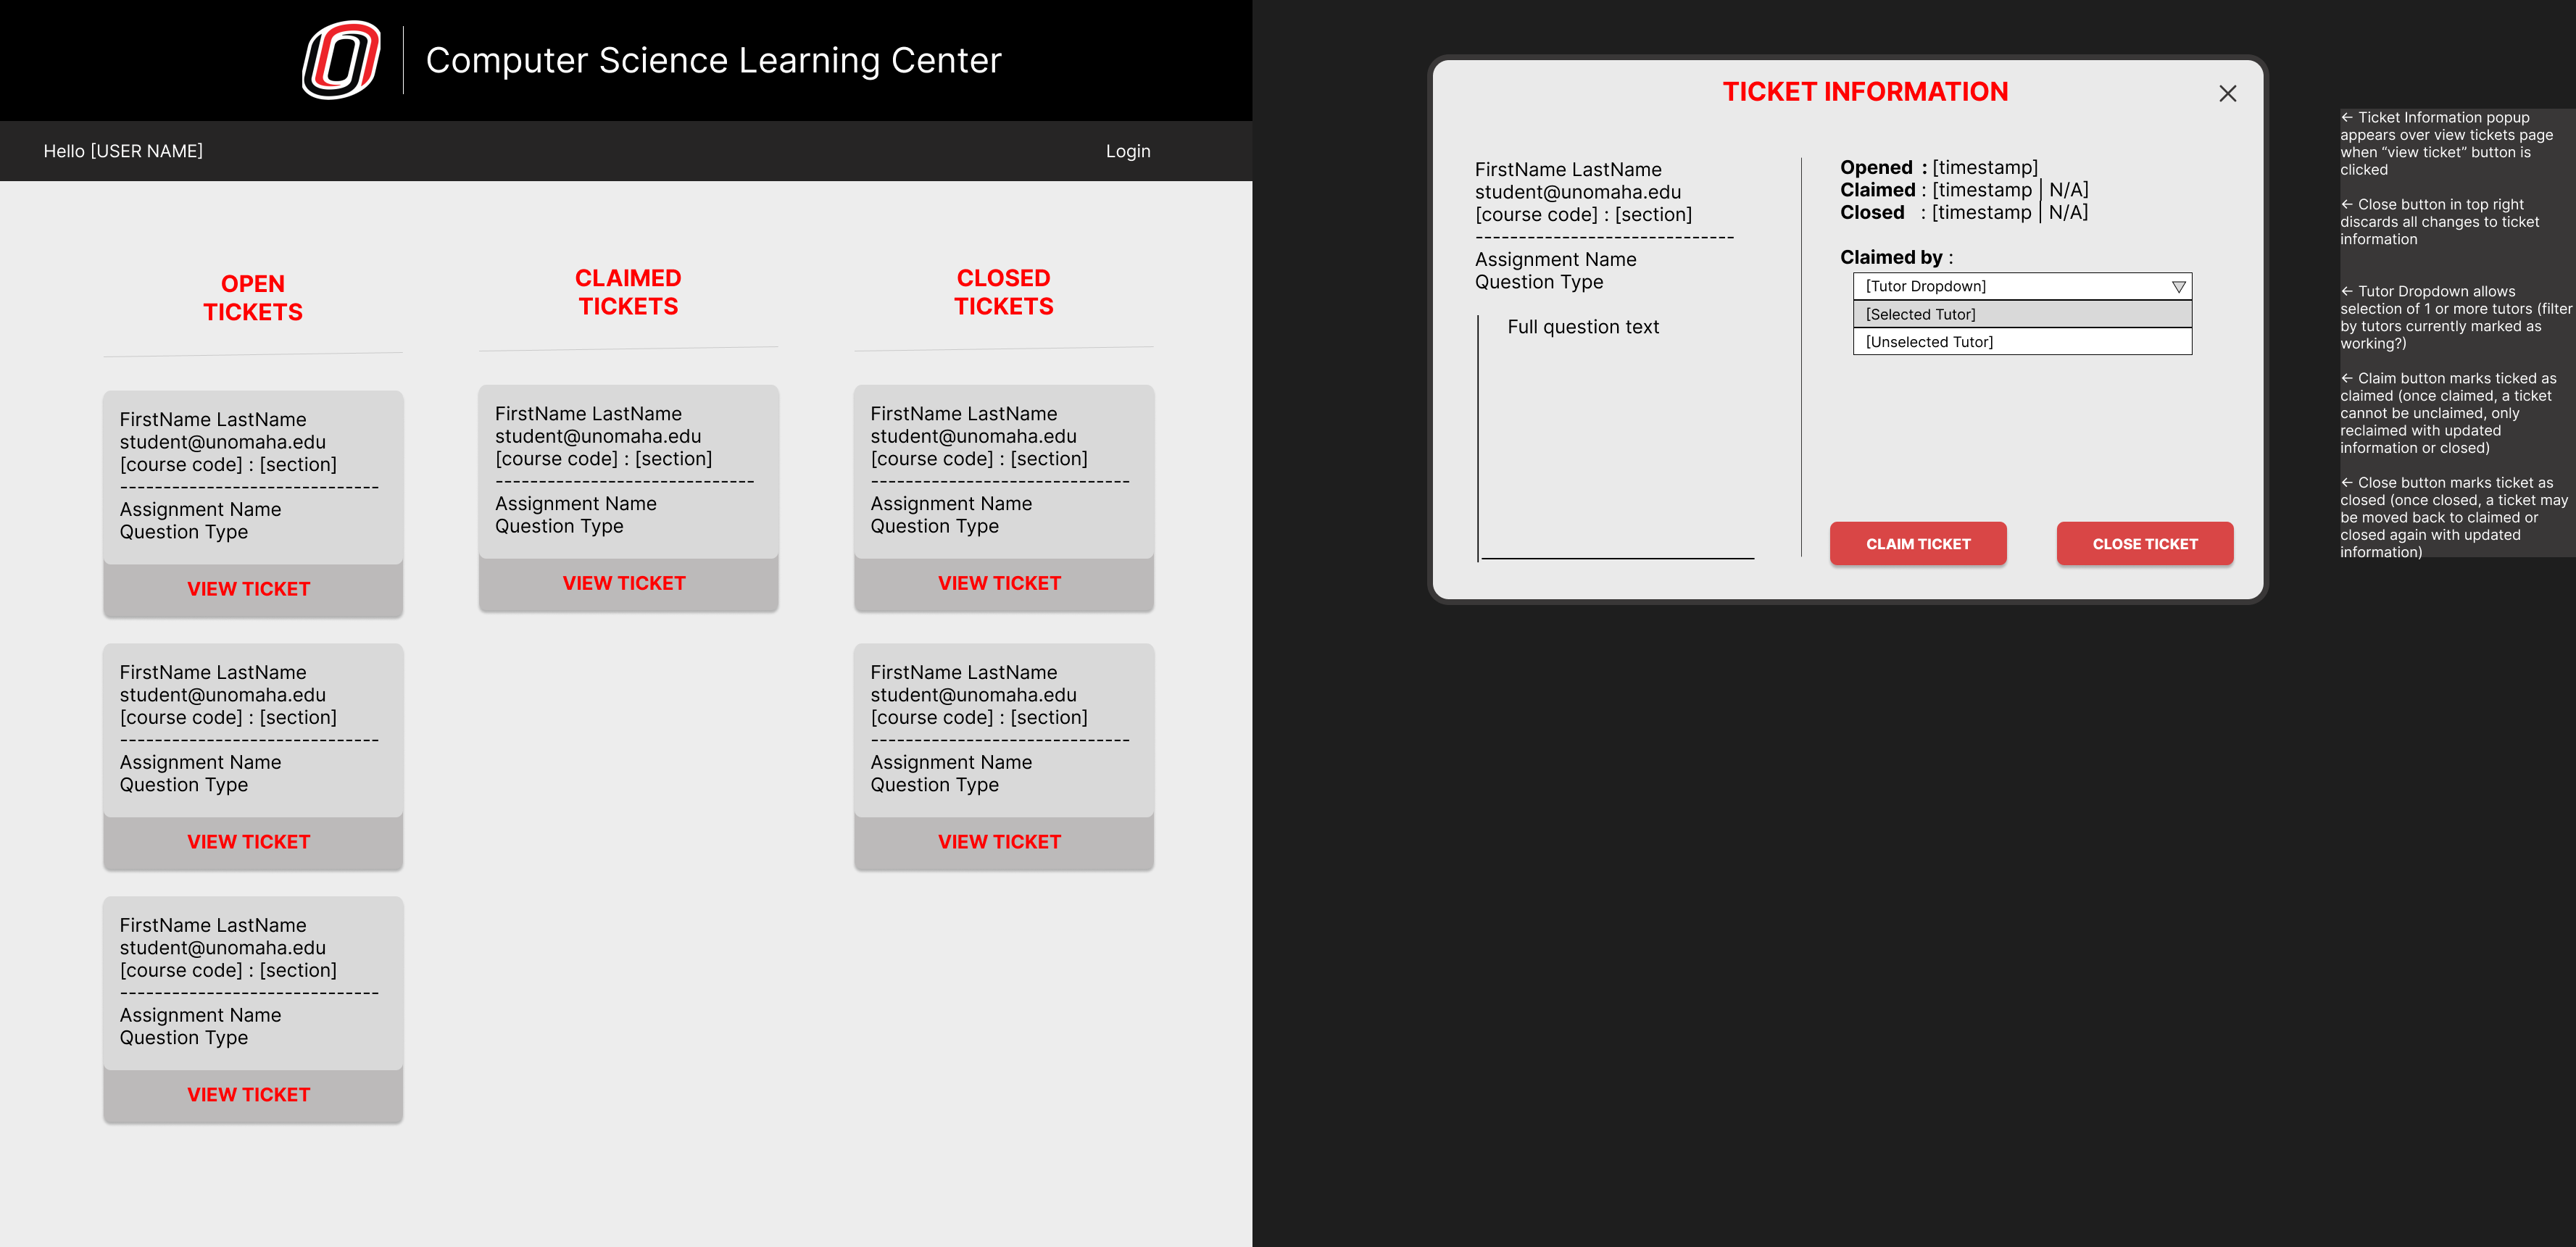 Computer Science Learning Center
Hello [USER NAME]
Login
OPEN
TICKETS
FirstName LastName
student@unomaha.edu
[course code] : [section]
------------------------------
Assignment Name
Question Type
VIEW TICKET
FirstName LastName
student@unomaha.edu
[course code] : [section]
------------------------------
Assignment Name
Question Type
VIEW TICKET
FirstName LastName
student@unomaha.edu
[course code] : [section]
------------------------------
Assignment Name
Question Type
VIEW TICKET
CLAIMED
TICKETS
FirstName LastName
student@unomaha.edu
[course code] : [section]
------------------------------
Assignment Name
Question Type
VIEW TICKET
CLOSED
TICKETS
FirstName LastName
student@unomaha.edu
[course code] : [section]
------------------------------
Assignment Name
Question Type
VIEW TICKET
FirstName LastName
student@unomaha.edu
[course code] : [section]
------------------------------
Assignment Name
Question Type
VIEW TICKET
TICKET INFORMATION
FirstName LastName
student@unomaha.edu
[course code] : [section]
------------------------------
Assignment Name
Question Type
Full question text
Opened : [timestamp]
Claimed : [timestamp | N/A]
Closed : [timestamp | N/A]
Claimed by :
[Tutor Dropdown]
[Selected Tutor]
[Unselected Tutor]
CLAIM TICKET
CLOSE TICKET
← Ticket Information popup
appears over view tickets page
when “view ticket” button is
clicked
← Close button in top right
discards all changes to ticket
information
← Tutor Dropdown allows
selection of 1 or more tutors (filter
by tutors currently marked as
working?)
← Claim button marks ticked as
claimed (once claimed, a ticket
cannot be unclaimed, only
reclaimed with updated
information or closed)
← Close button marks ticket as
closed (once closed, a ticket may
be moved back to claimed or
closed again with updated
information)